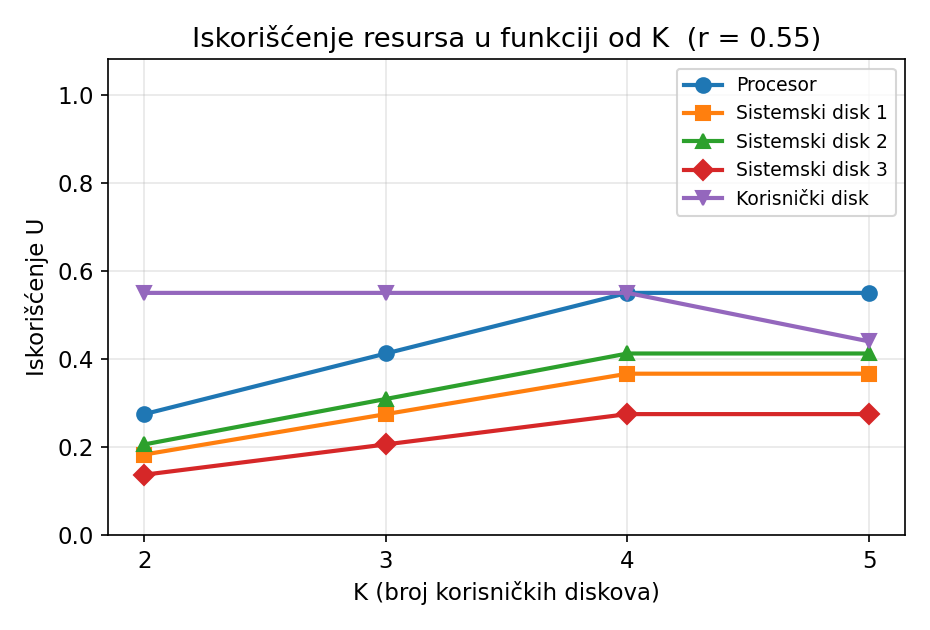 Iskorišćenje resursa u funkciji od K (r = 0.55)
Procesor
Sistemski disk 1
Sistemski disk 2
Sistemski disk 3
Korisnički disk
Iskorišćenje U
1.0
0.8
0.6
0.4
0.2
0.0
2 3 4 5
K (broj korisničkih diskova)